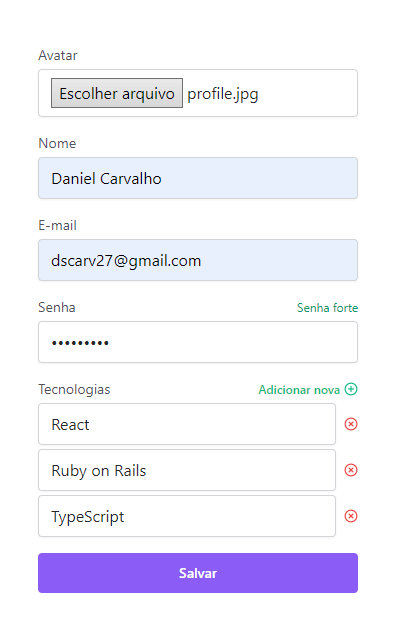 Avatar
Escolher arquivo profile.jpg
Nome
Daniel Carvalho
E-mail
dscarv27@gmail.com
Senha Senha forte
•••••••••
Tecnologias Adicionar nova
React
Ruby on Rails
TypeScript
Salvar